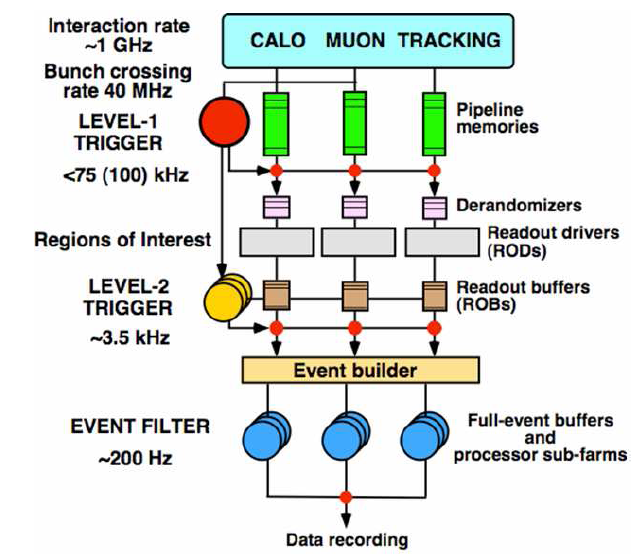 Interaction rate
~1 GHz
CALO MUON TRACKING
Bunch crossing
rate 40 MHz
LEVEL-1
TRIGGER
Pipeline
memories
<75 (100) kHz
Derandomizers
Regions of Interest
Readout drivers
(RODs)
LEVEL-2
TRIGGER
Readout buffers
(ROBs)
~3.5 kHz
Event builder
EVENT FILTER
~200 Hz
Full-event buffers
and
processor sub-farms
Data recording